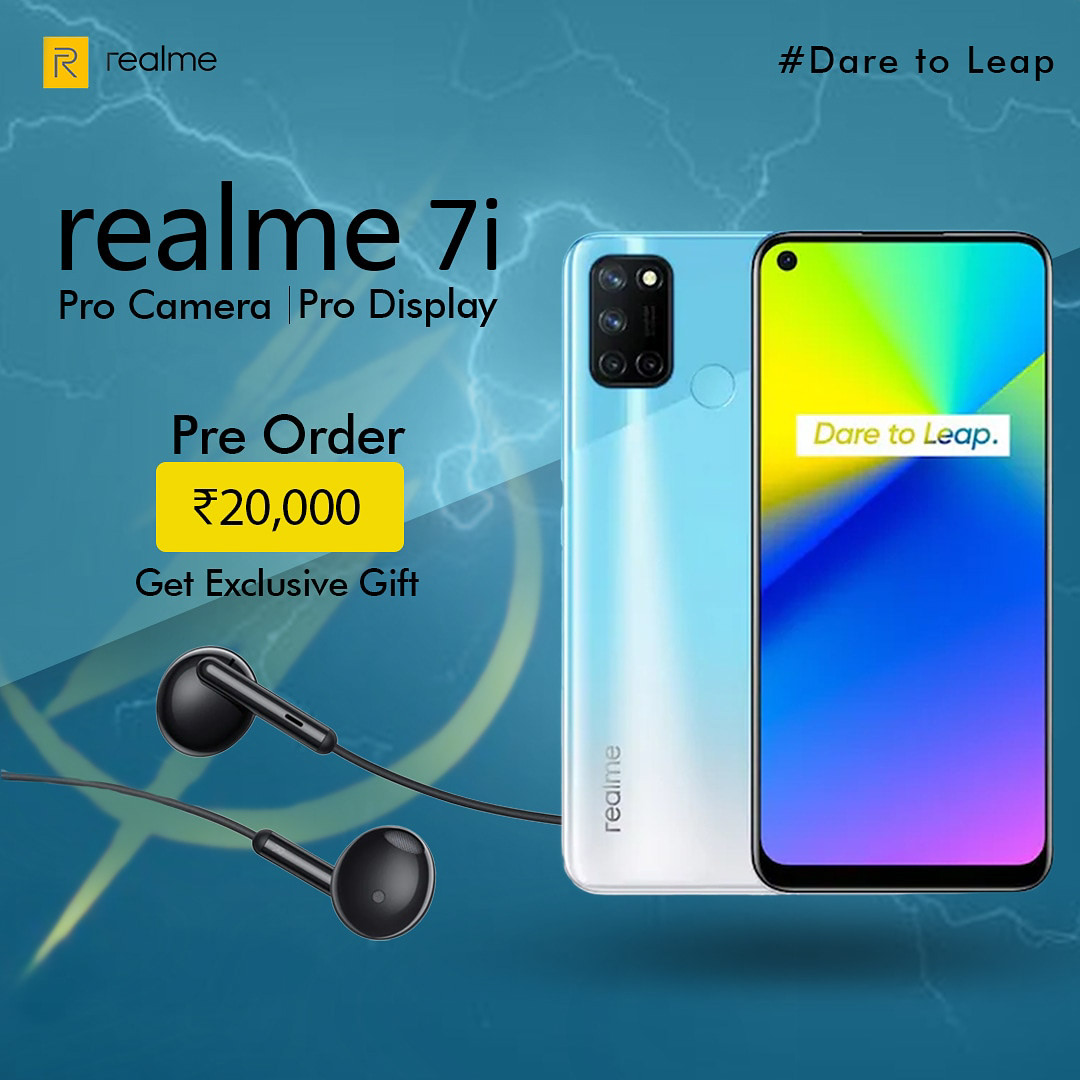 realme
#Dare to Leap
realme 7i
Pro Camera | Pro Display
Pre Order
₹20,000
Get Exclusive Gift
Dare to Leap.
realme